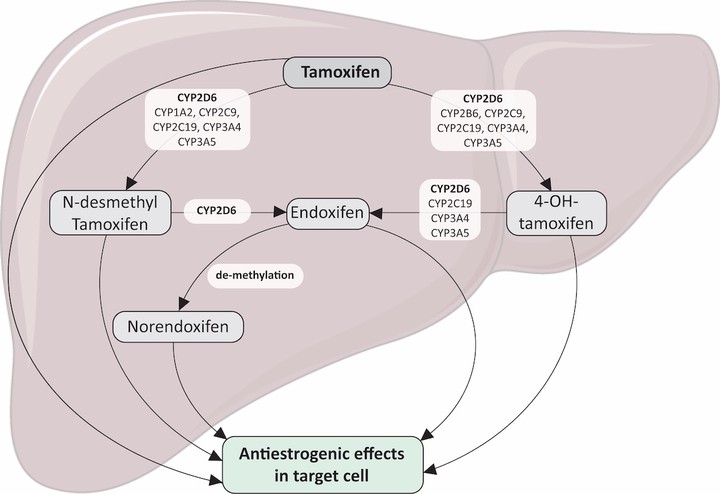 Tamoxifen
CYP2D6
CYP1A2, CYP2C9,
CYP2C19, CYP3A4
CYP3A5
CYP2D6
CYP2B6, CYP2C9,
CYP2C19, CYP3A4,
CYP3A5
N-desmethyl
Tamoxifen
CYP2D6
Endoxifen
CYP2D6
CYP2C19
CYP3A4
CYP3A5
4-OH-
tamoxifen
de-methylation
Norendoxifen
Antiestrogenic effects
in target cell